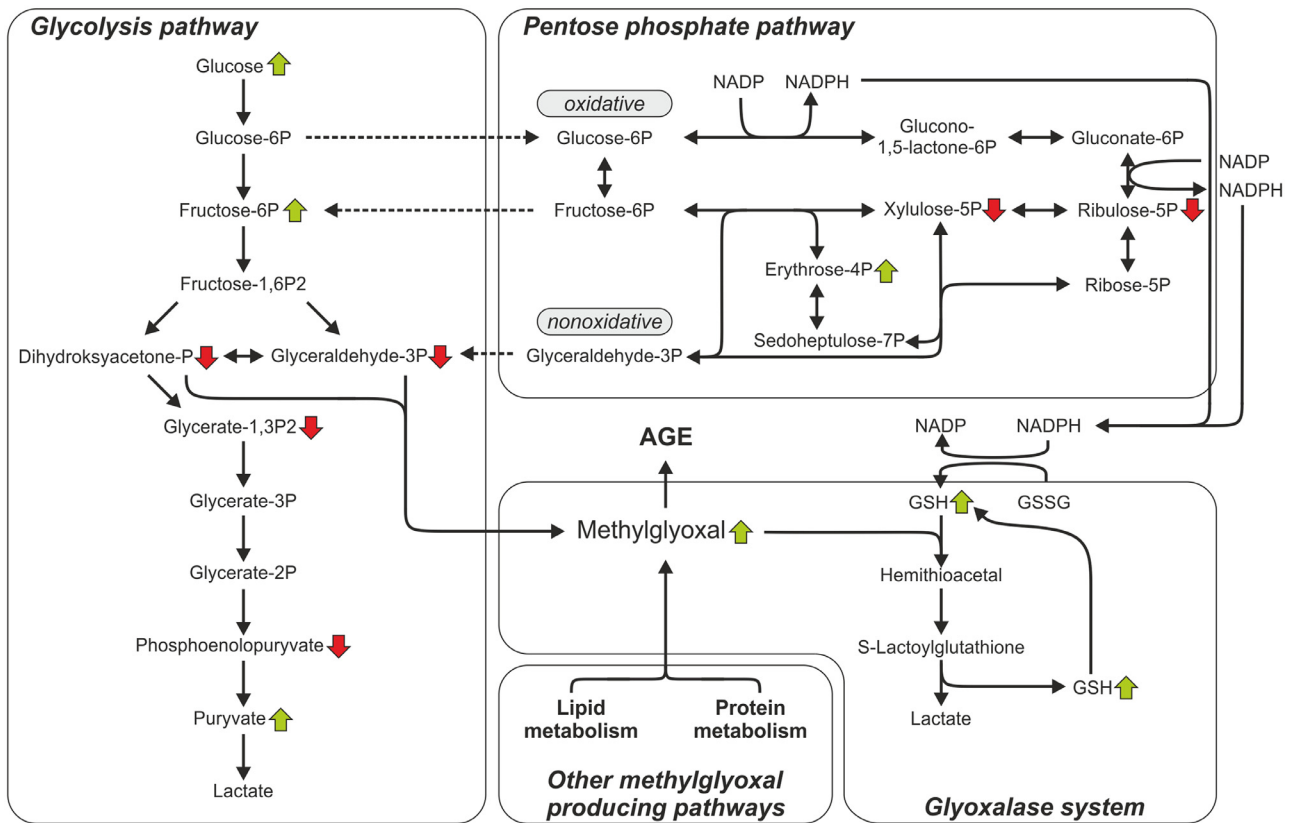 Glycolysis pathway
Glucose
Glucose-6P
Fructose-6P
Fructose-1,6P2
Dihydroksyacetone-P
Glyceraldehyde-3P
Glycerate-1,3P2
Glycerate-3P
Glycerate-2P
Phosphoenolopuryvate
Puryvate
Lactate
Pentose phosphate pathway
NADP
NADPH
oxidative
Glucose-6P
Glucono-
1,5-lactone-6P
Gluconate-6P
NADP
NADPH
Fructose-6P
Xylulose-5P
Ribulose-5P
Erythrose-4P
Ribose-5P
nonoxidative
Sedoheptulose-7P
Glyceraldehyde-3P
NADP
NADPH
AGE
Methylglyoxal
GSH
GSSG
Hemithioacetal
S-Lactoylglutathione
GSH
Lactate
Glyoxalase system
Lipid
metabolism
Protein
metabolism
Other methylglyoxal
producing pathways